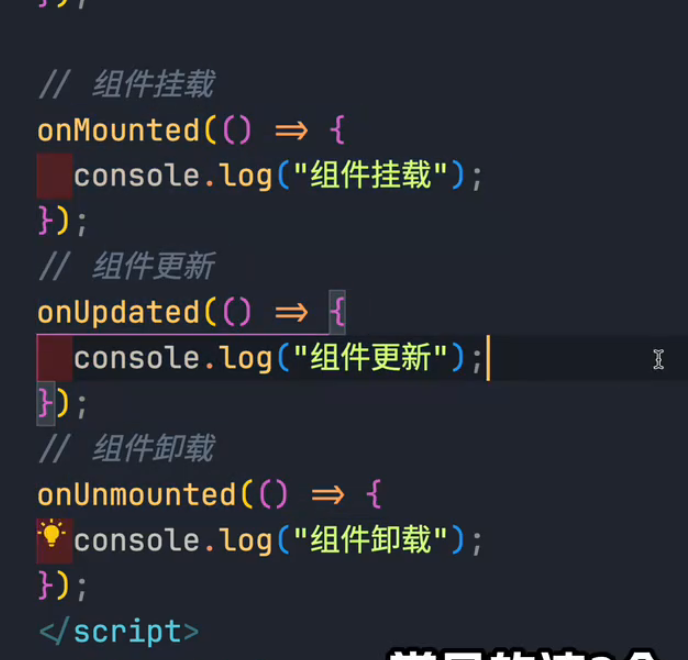 });
// 组件挂载
onMounted(() => {
console.log("组件挂载");
});
// 组件更新
onUpdated(() => {
console.log("组件更新");
});
// 组件卸载
onUnmounted(() => {
console.log("组件卸载");
});
</script>